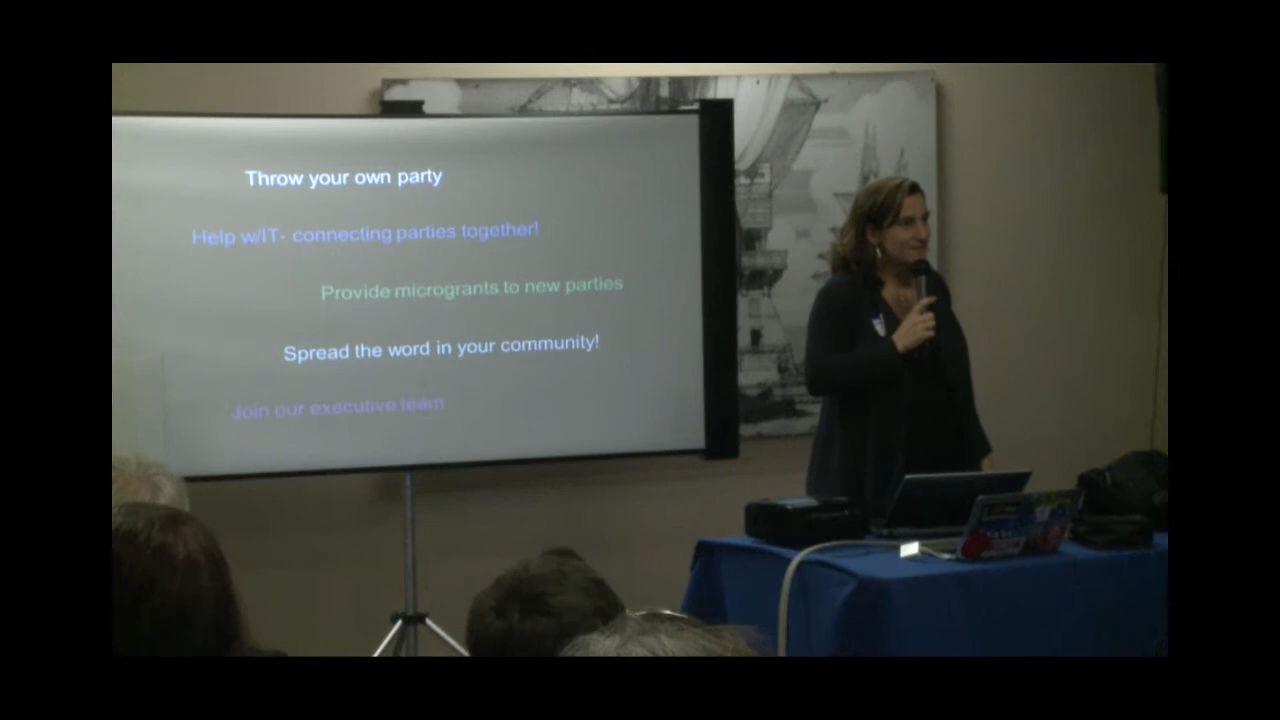 Throw your own party
Help w/IT- connecting parties together!
Provide microgrants to new parties
Spread the word in your community!
Join our executive team